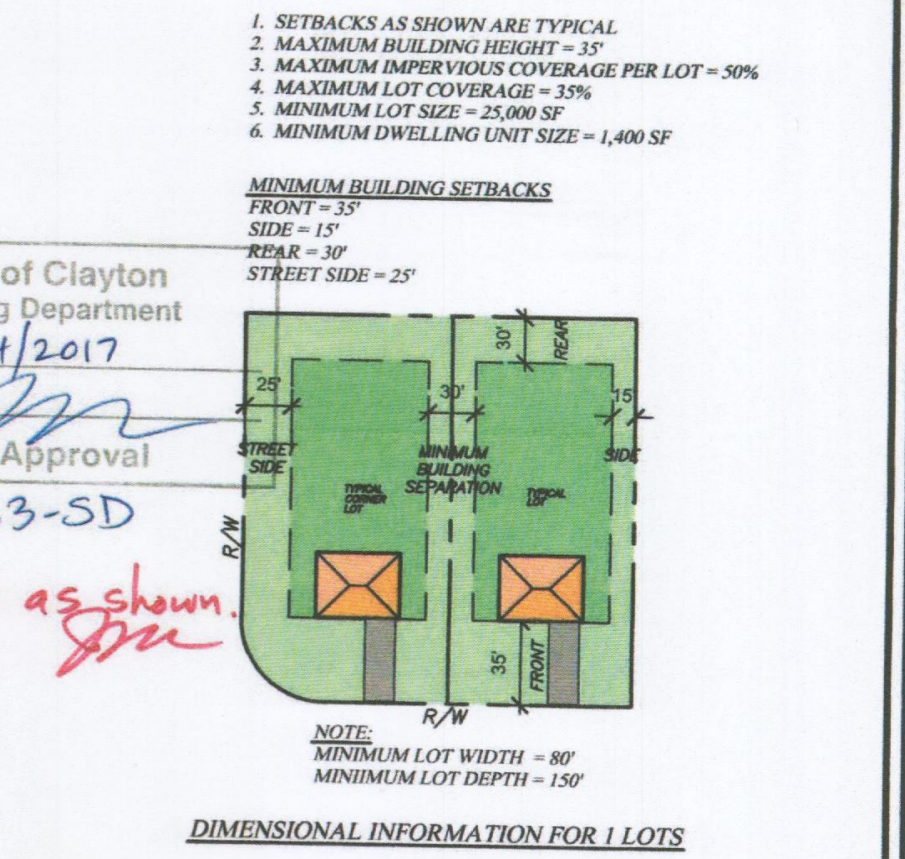 1. SETBACKS AS SHOWN ARE TYPICAL
2. MAXIMUM BUILDING HEIGHT = 35'
3. MAXIMUM IMPERVIOUS COVERAGE PER LOT = 50%
4. MAXIMUM LOT COVERAGE = 35%
5. MINIMUM LOT SIZE = 25,000 SF
6. MINIMUM DWELLING UNIT SIZE = 1,400 SF
MINIMUM BUILDING SETBACKS
FRONT = 35'
SIDE = 15'
REAR = 30'
STREET SIDE = 25'
of Clayton
g Department
/2017
Approval
3-SD
as shown.
25'
STREET
SIDE
30'
MINIMUM
BUILDING
SEPARATION
30'
REAR
15'
SIDE
TYPICAL
CORNER
LOT
TYPICAL
LOT
R/W
35'
FRONT
R/W
NOTE:
MINIMUM LOT WIDTH = 80'
MINIIMUM LOT DEPTH = 150'
DIMENSIONAL INFORMATION FOR 1 LOTS